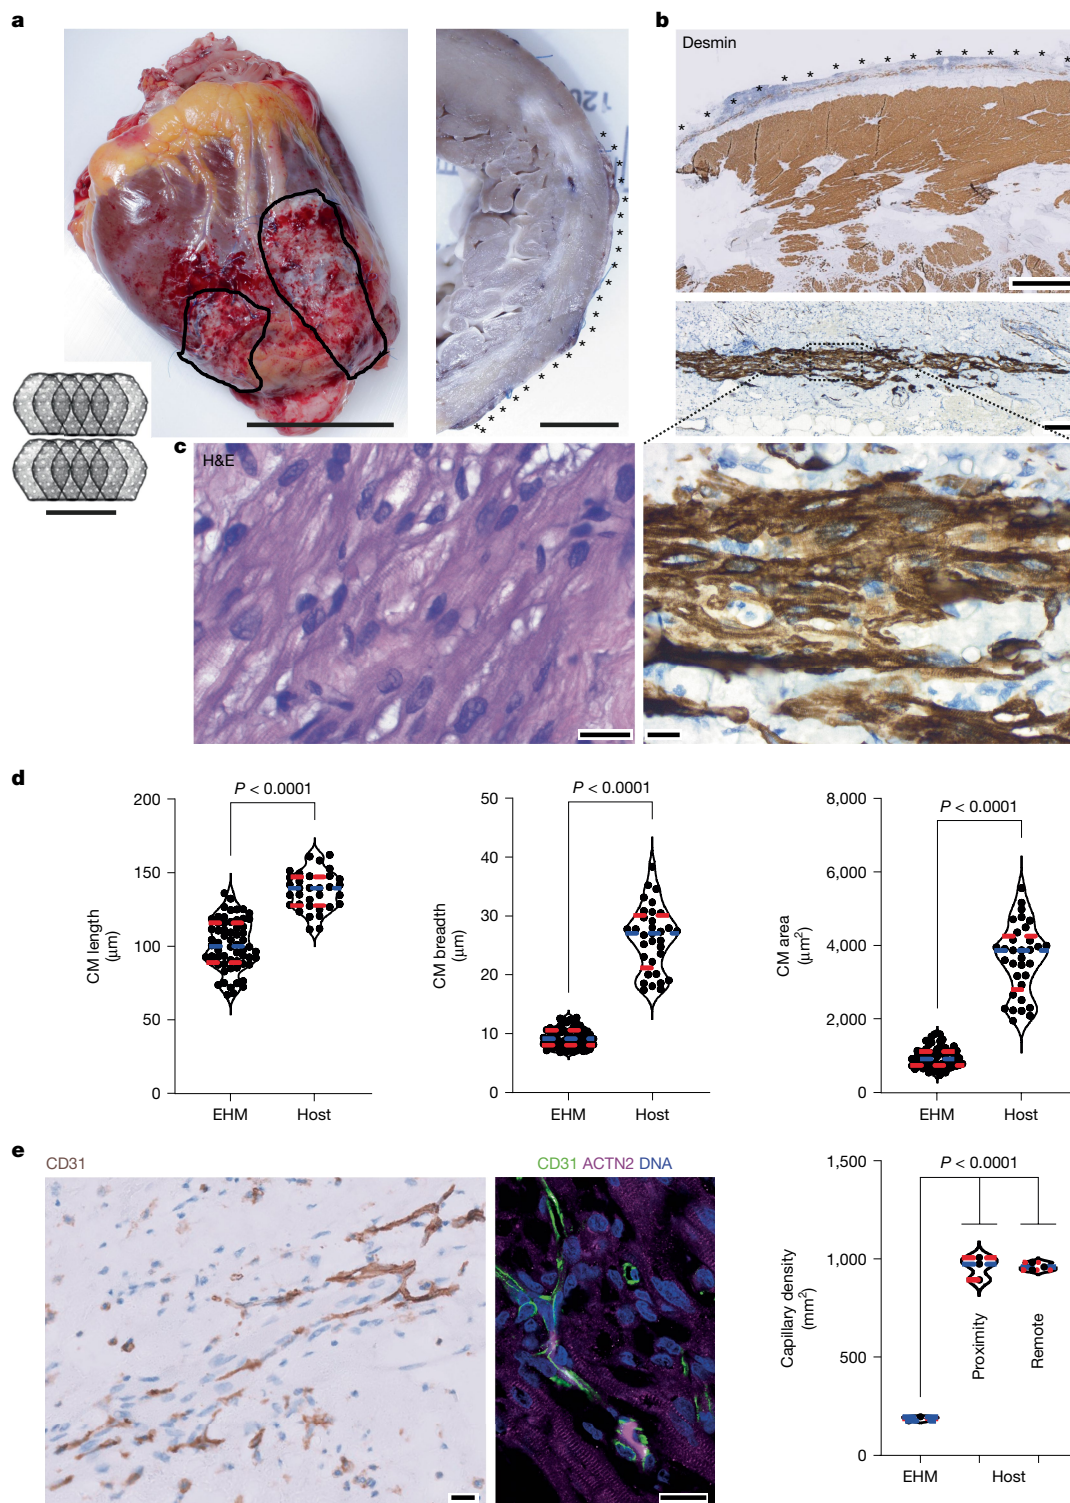 a
b
Desmin
c
H&E
d
P < 0.0001
200
150
100
50
0
CM length
(μm)
EHM
Host
P < 0.0001
50
40
30
20
10
0
CM breadth
(μm)
EHM
Host
P < 0.0001
8,000
6,000
4,000
2,000
0
CM area
(μm²)
EHM
Host
e
CD31
CD31 ACTN2 DNA
P < 0.0001
1,500
1,000
500
0
Capillary density
(mm²)
Proximity
Remote
EHM
Host